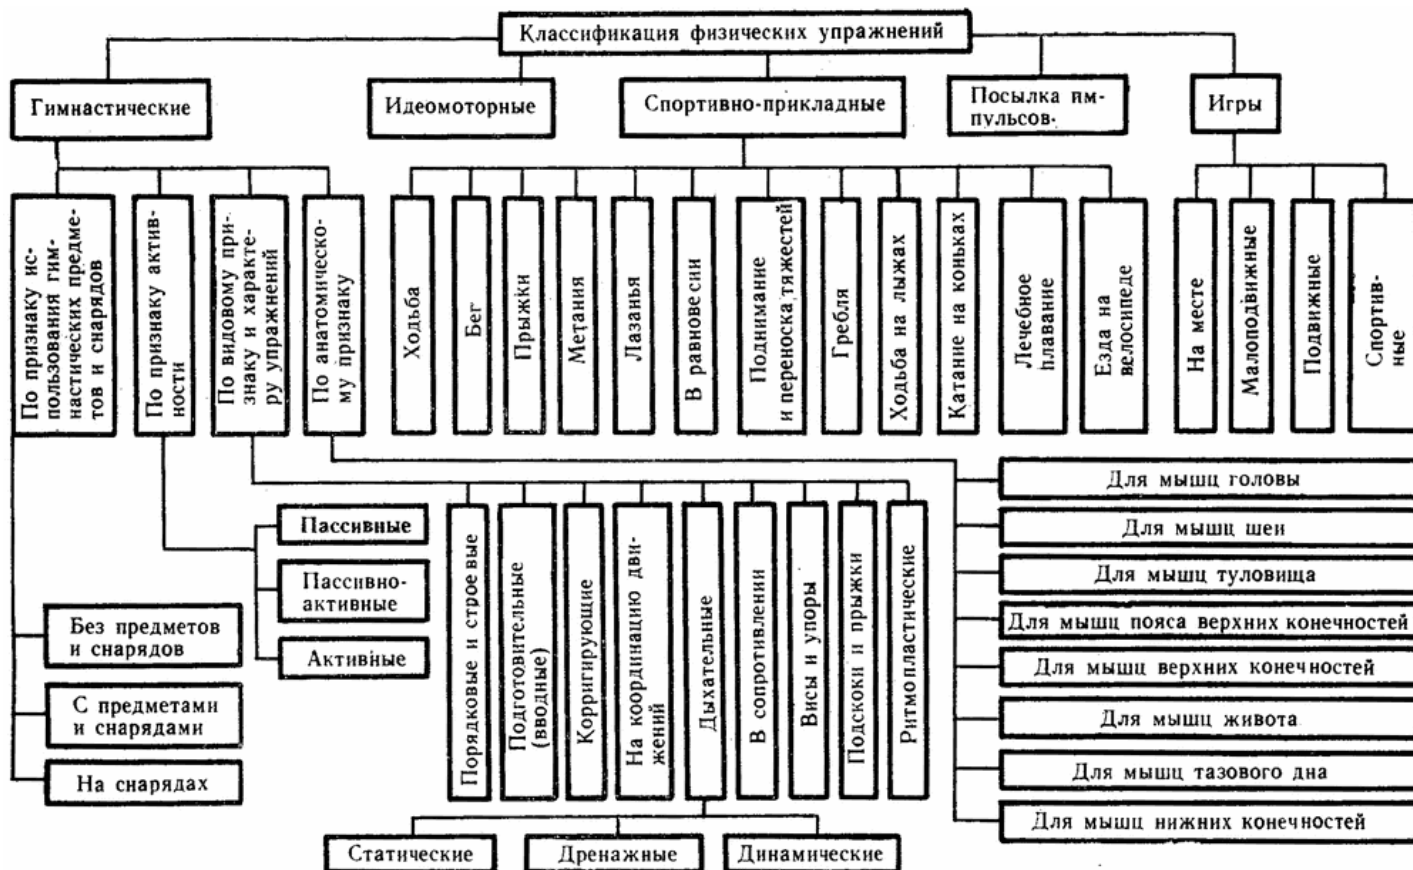 Классификация физических упражнений
Гимнастические
Идеомоторные
Спортивно-прикладные
Посылка им-
пульсов.
Игры
По признаку ис-
пользования гим-
настических предме-
тов и снарядов
По признаку актив-
ности
По видовому при-
знаку и характе-
ру упражнений
По анатомическо-
му признаку
Ходьба
Бег
Прыжки
Метания
Лазанья
В равновесии
Поднимание
и переноска тяжестей
Гребля
Ходьба на лыжах
Катание на коньках
Лечебное
плавание
Езда на
велосипеде
На месте
Малоподвижные
Подвижные
Спортив-
ные
Пассивные
Пассивно-
активные
Активные
Без предметов
и снарядов
С предметами
и снарядами
На снарядах
Порядковые и строевые
Подготовительные
(вводные)
Корригирующие
На координацию дви-
жений
Дыхательные
В сопротивлении
Висы и упоры
Подскоки и прыжки
Ритмопластические
Для мышц головы
Для мышц шеи
Для мышц туловища
Для мышц пояса верхних конечностей
Для мышц верхних конечностей
Для мышц живота
Для мышц тазового дна
Для мышц нижних конечностей
Статические
Дренажные
Динамические